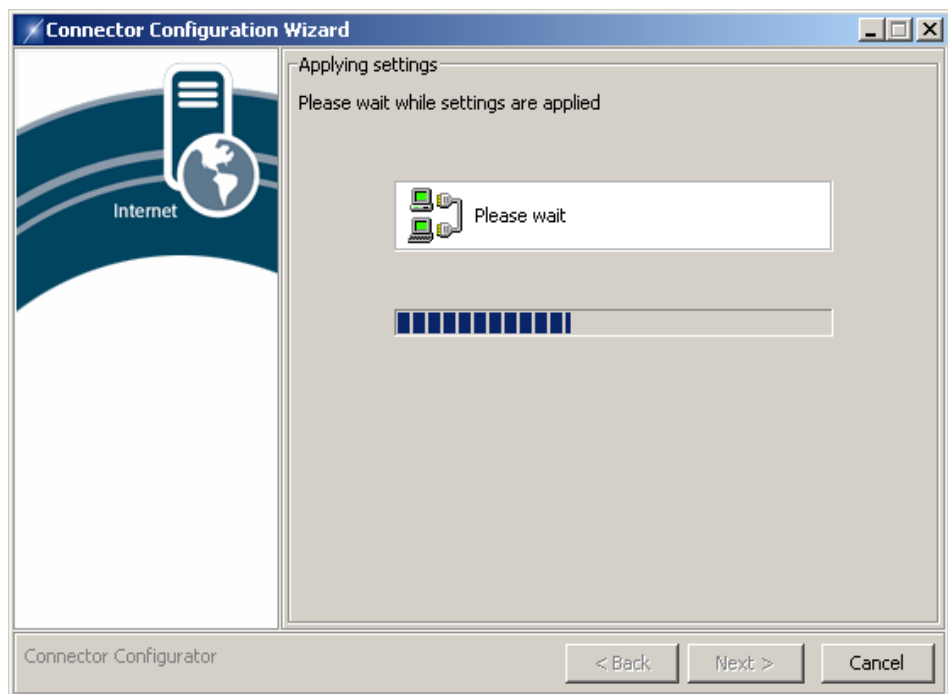 Connector Configuration Wizard
Applying settings
Please wait while settings are applied
Internet
Please wait
Connector Configurator
< Back
Next >
Cancel